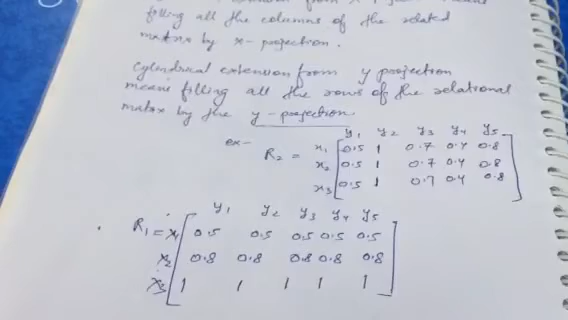 filling all the columns of the related
matrix by x-projection.
Cylindrical extension from y projection
means filling all the rows of the relational
matrix by the y-projection.
ex-
y1 y2 y3 y4 y5
R2 = x1 0.5 1 0.7 0.4 0.8
x2 0.5 1 0.7 0.4 0.8
x3 0.5 1 0.7 0.4 0.8
y1 y2 y3 y4 y5
R1 = x1 0.5 0.5 0.5 0.5 0.5
x2 0.8 0.8 0.8 0.8 0.8
x3 1 1 1 1 1